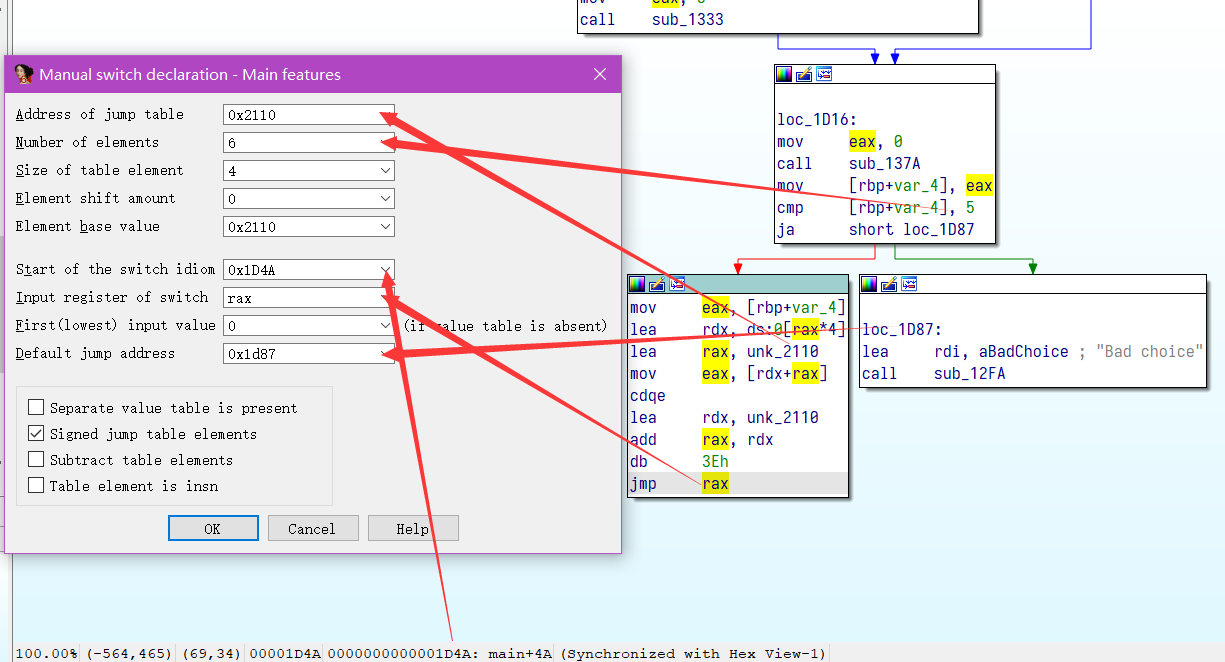 mov eax, 0
call sub_1333
Manual switch declaration - Main features
Address of jump table 0x2110
Number of elements 6
Size of table element 4
Element shift amount 0
Element base value 0x2110
Start of the switch idiom 0x1D4A
Input register of switch rax
First(lowest) input value 0 (if value table is absent)
Default jump address 0x1d87
Separate value table is present
Signed jump table elements
Subtract table elements
Table element is insn
OK Cancel Help
loc_1D16:
mov eax, 0
call sub_137A
mov [rbp+var_4], eax
cmp [rbp+var_4], 5
ja short loc_1D87
mov eax, [rbp+var_4]
lea rdx, ds:0[rax*4]
lea rax, unk_2110
mov eax, [rdx+rax]
cdqe
lea rdx, unk_2110
add rax, rdx
db 3Eh
jmp rax
loc_1D87:
lea rdi, aBadChoice ; "Bad choice"
call sub_12FA
100.00% (-564,465) (69,34) 00001D4A 0000000000001D4A: main+4A (Synchronized with Hex View-1)